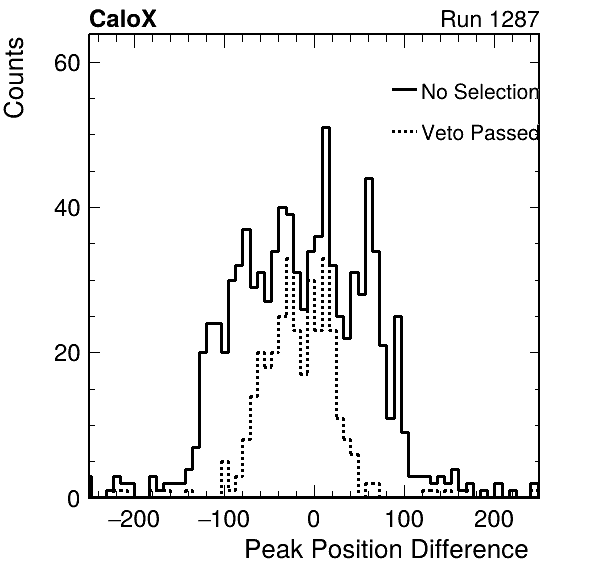 CaloX Run 1287
Counts
60
40
20
0
No Selection
Veto Passed
−200 −100 0 100 200
Peak Position Difference